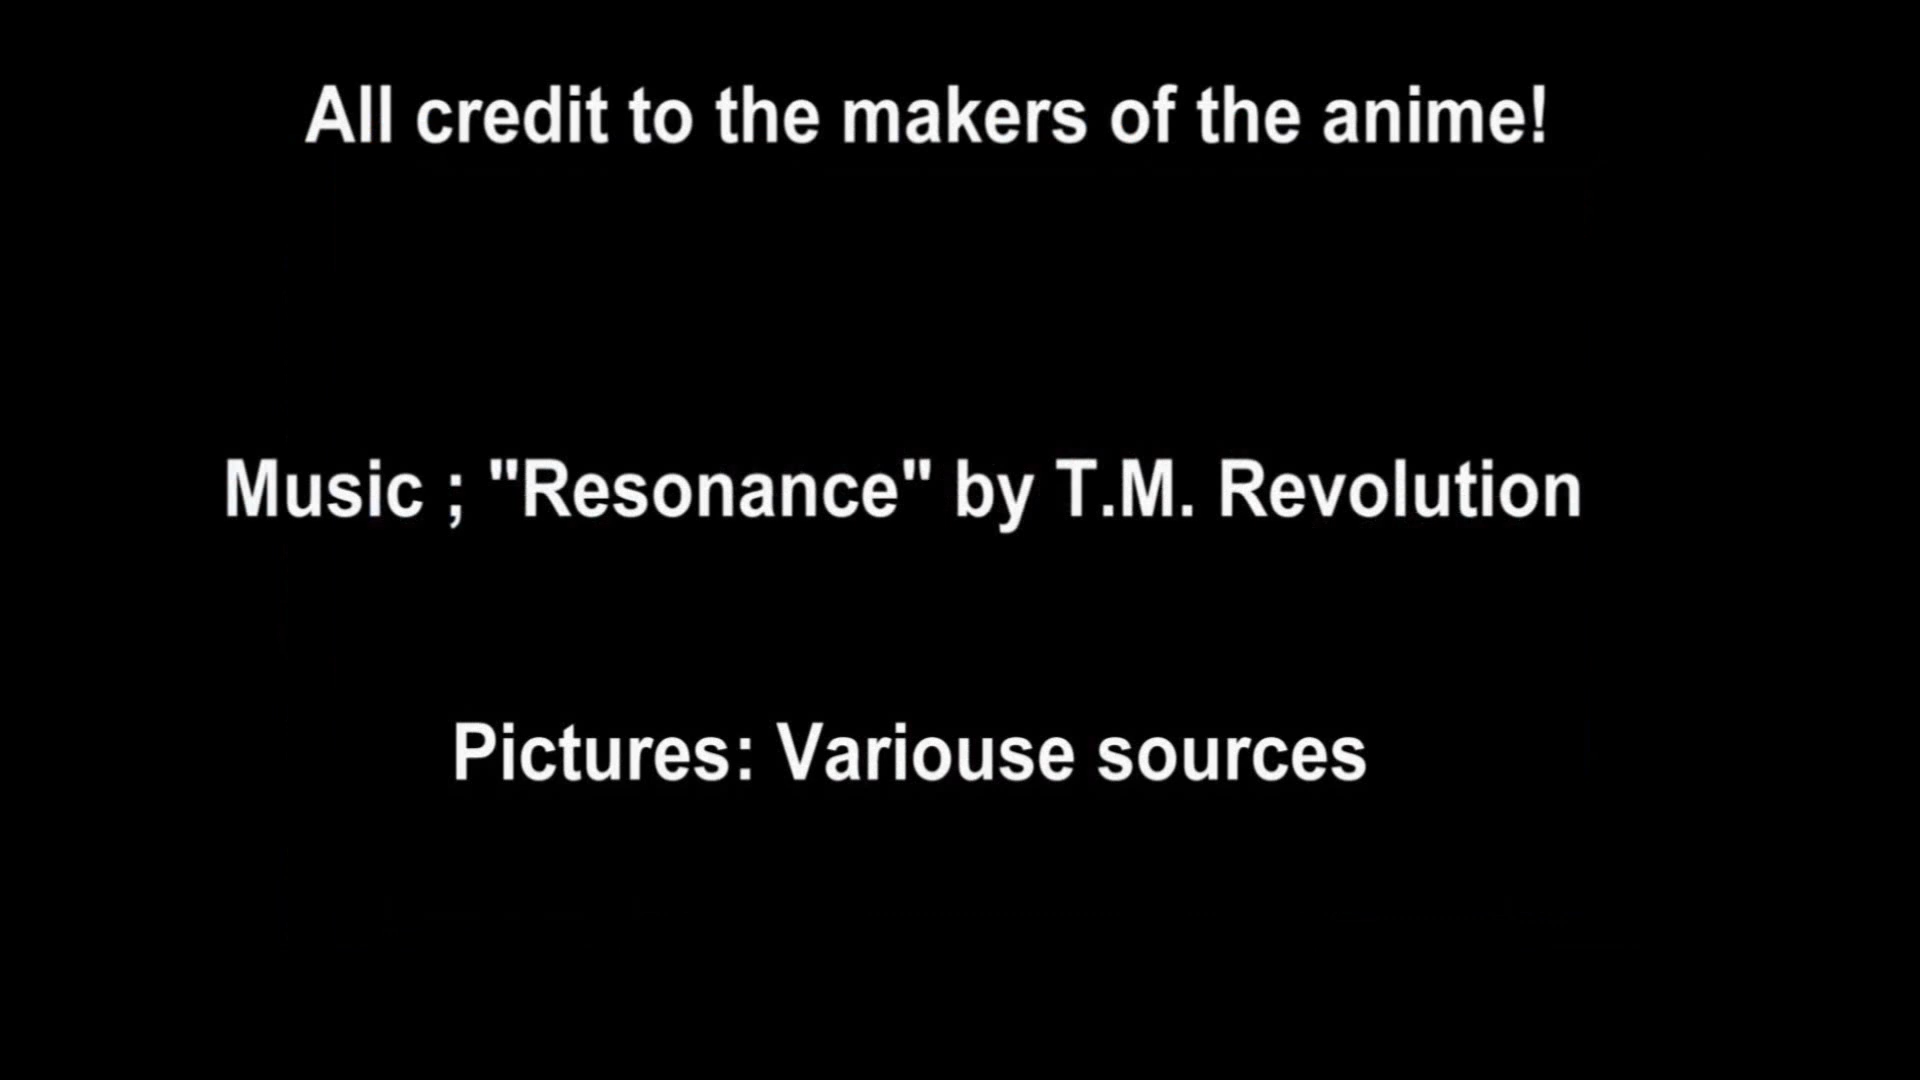 All credit to the makers of the anime!
Music ; "Resonance" by T.M. Revolution
Pictures: Variouse sources